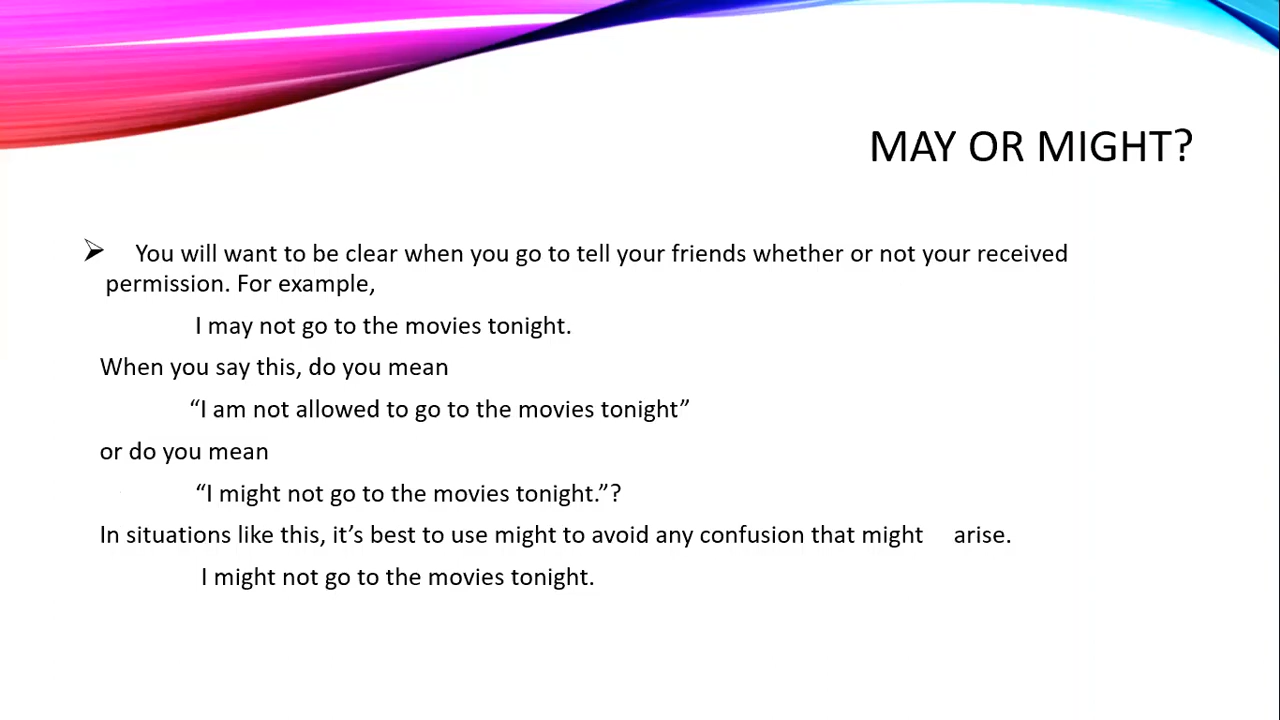 MAY OR MIGHT?
You will want to be clear when you go to tell your friends whether or not your received
permission. For example,
I may not go to the movies tonight.
When you say this, do you mean
“I am not allowed to go to the movies tonight”
or do you mean
“I might not go to the movies tonight.”?
In situations like this, it’s best to use might to avoid any confusion that might arise.
I might not go to the movies tonight.